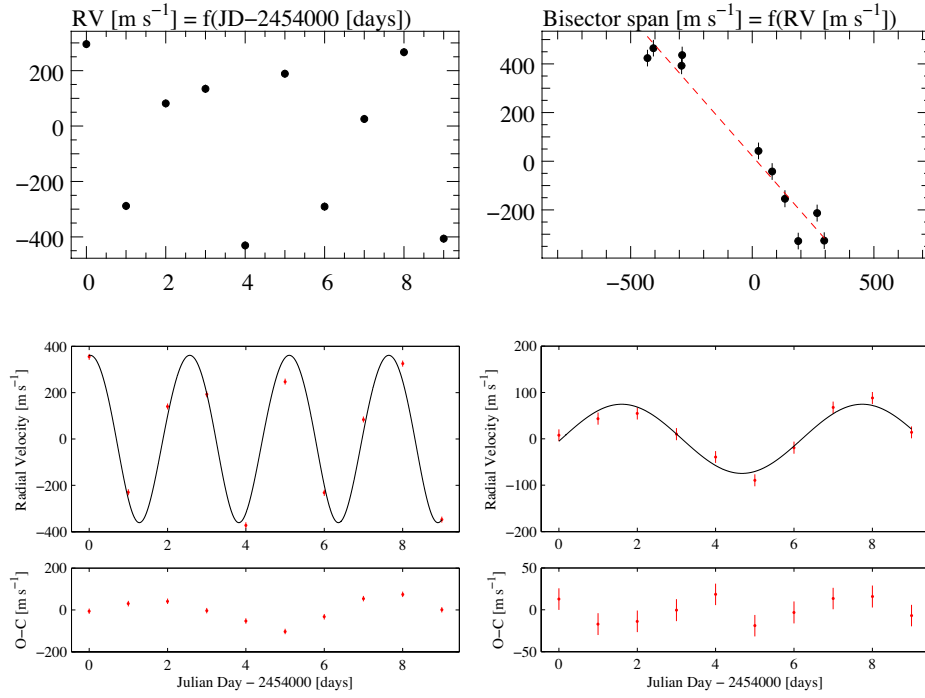 RV [m s⁻¹] = f(JD−2454000 [days])
200
0
−200
−400
0 2 4 6 8
Bisector span [m s⁻¹] = f(RV [m s⁻¹])
400
200
0
−200
−500 0 500
Radial Velocity [m s⁻¹]
400
200
0
−200
−400
0 2 4 6 8
O−C [m s⁻¹]
200
0
−200
0 2 4 6 8
Julian Day − 2454000 [days]
Radial Velocity [m s⁻¹]
200
100
0
−100
−200
0 2 4 6 8
O−C [m s⁻¹]
50
0
−50
0 2 4 6 8
Julian Day − 2454000 [days]